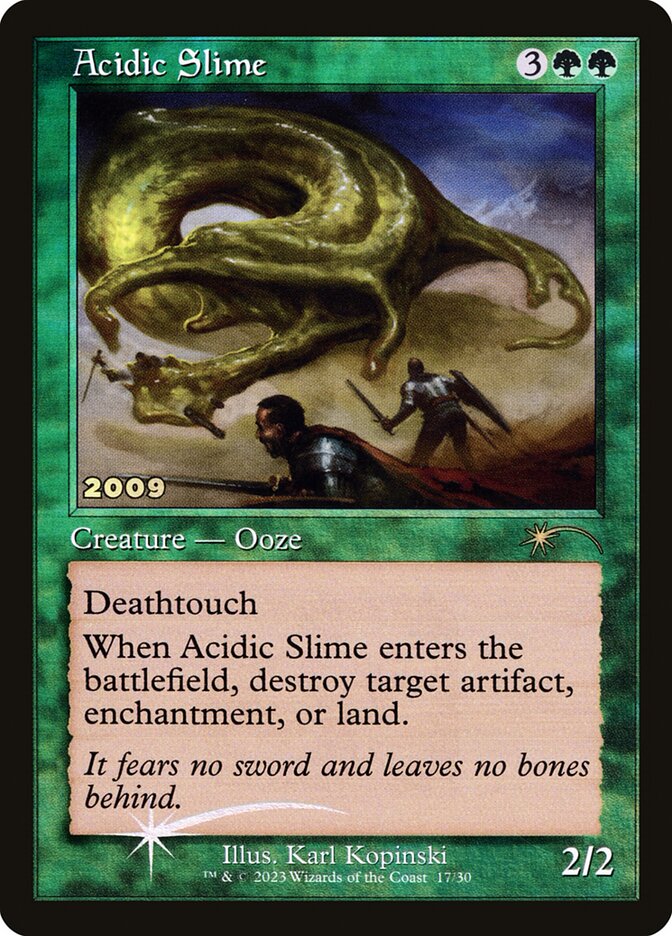 Acidic Slime 3
2009
Creature — Ooze
Deathtouch
When Acidic Slime enters the
battlefield, destroy target artifact,
enchantment, or land.
It fears no sword and leaves no bones
behind.
Illus. Karl Kopinski
™ & © 2023 Wizards of the Coast 17/30
2/2